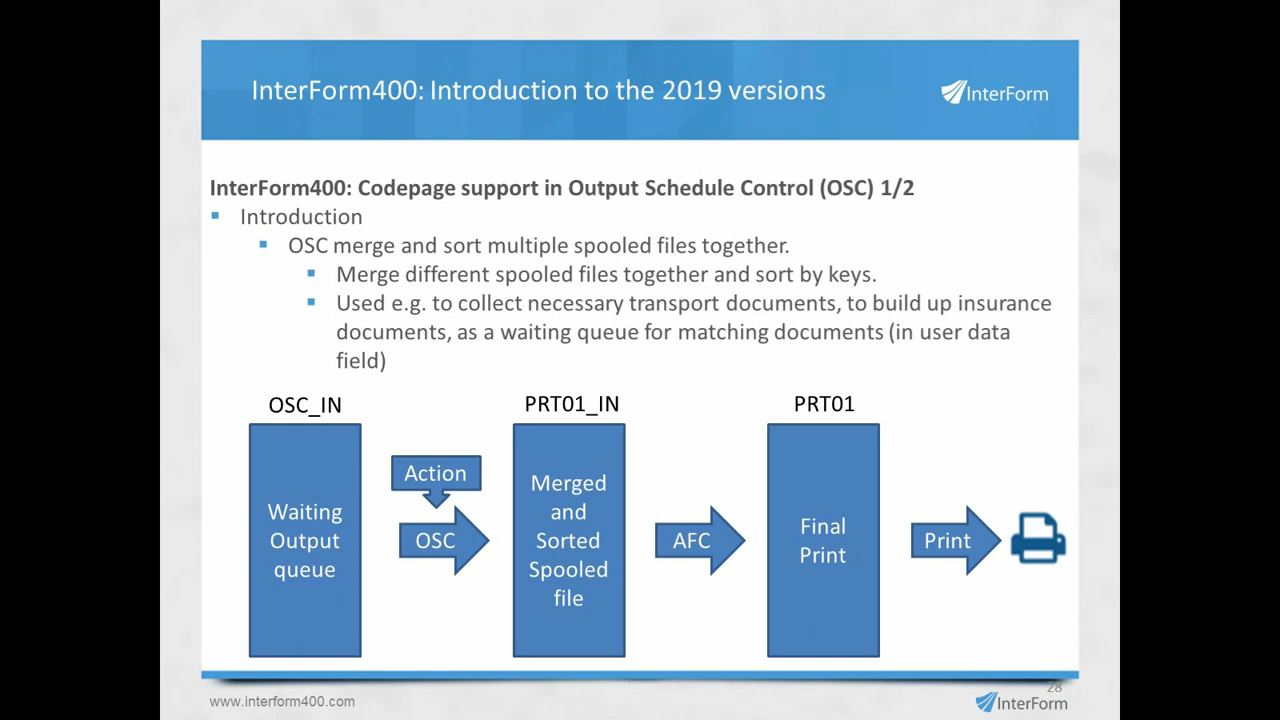 InterForm400: Introduction to the 2019 versions
InterForm
InterForm400: Codepage support in Output Schedule Control (OSC) 1/2
Introduction
OSC merge and sort multiple spooled files together.
Merge different spooled files together and sort by keys.
Used e.g. to collect necessary transport documents, to build up insurance
documents, as a waiting queue for matching documents (in user data
field)
OSC_IN
PRT01_IN
PRT01
Waiting
Output
queue
Action
OSC
Merged
and
Sorted
Spooled
file
AFC
Final
Print
Print
28
www.interform400.com
InterForm